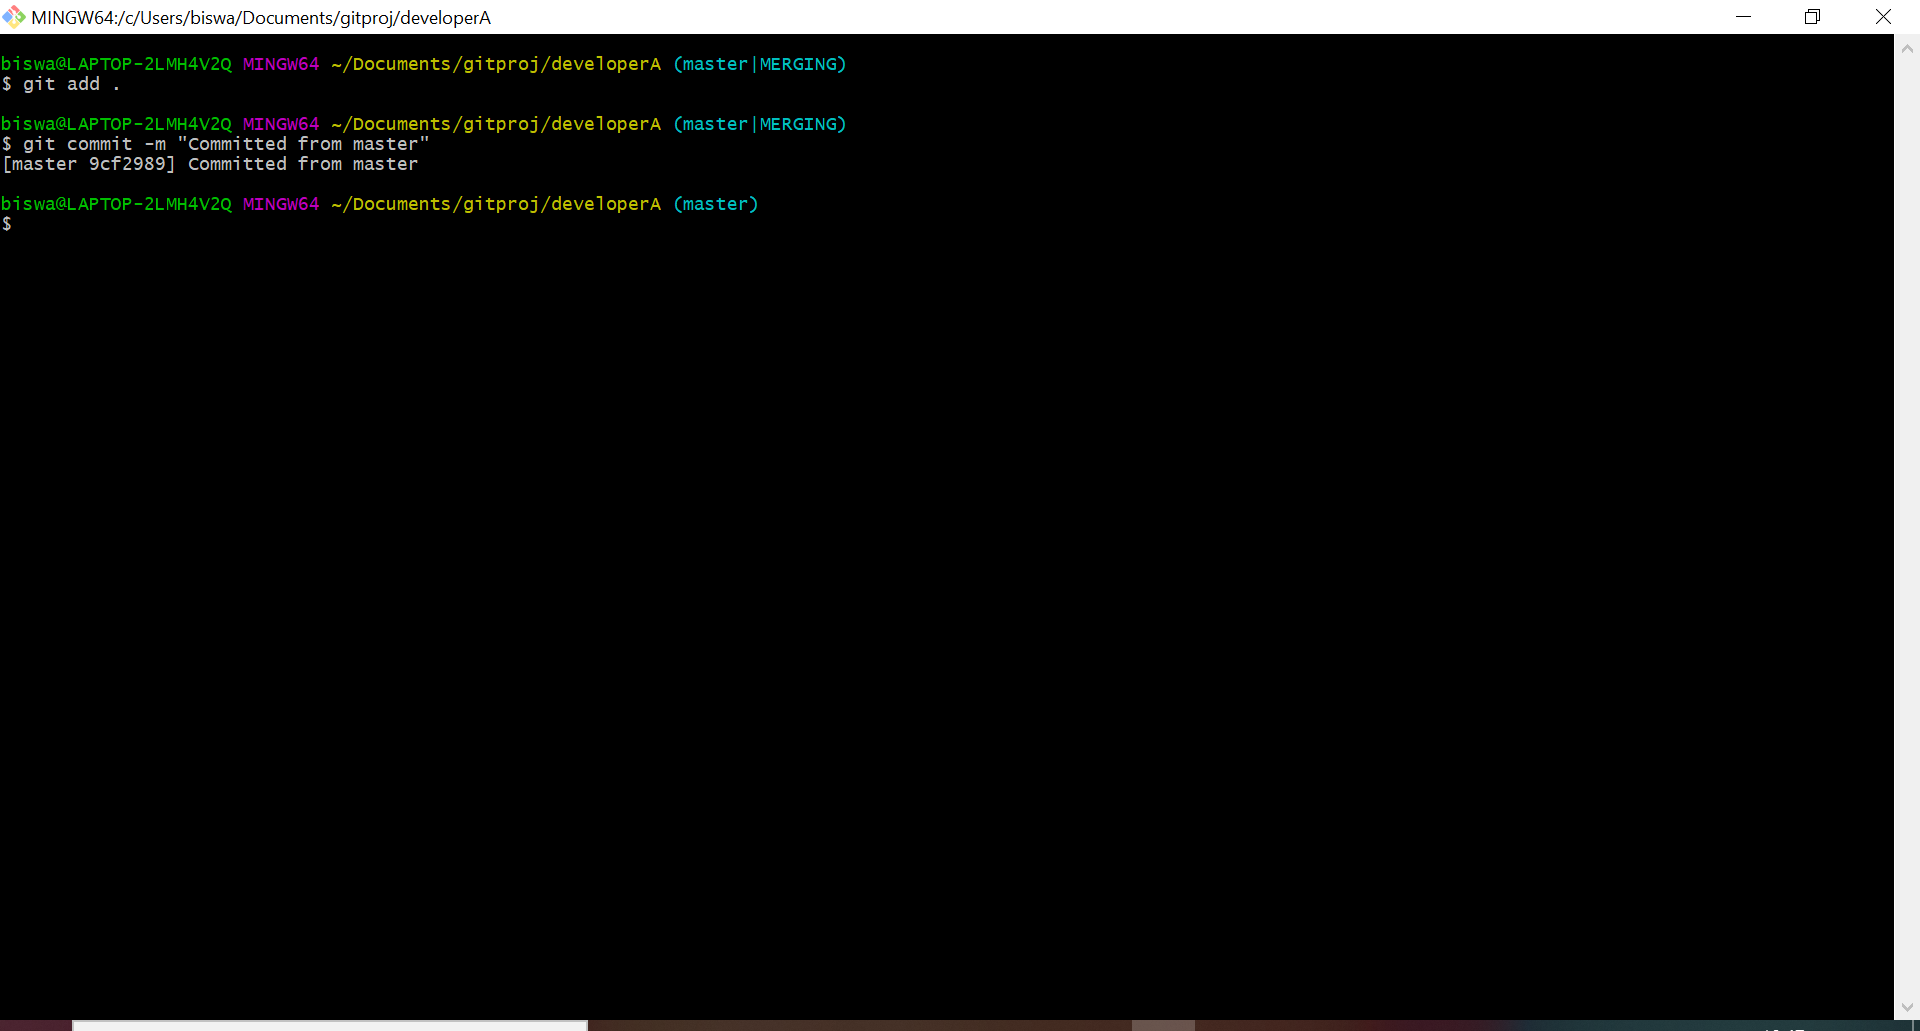 MINGW64:/c/Users/biswa/Documents/gitproj/developerA
biswa@LAPTOP-2LMH4V2Q MINGW64 ~/Documents/gitproj/developerA (master|MERGING)
$ git add .
biswa@LAPTOP-2LMH4V2Q MINGW64 ~/Documents/gitproj/developerA (master|MERGING)
$ git commit -m "Committed from master"
[master 9cf2989] Committed from master
biswa@LAPTOP-2LMH4V2Q MINGW64 ~/Documents/gitproj/developerA (master)
$